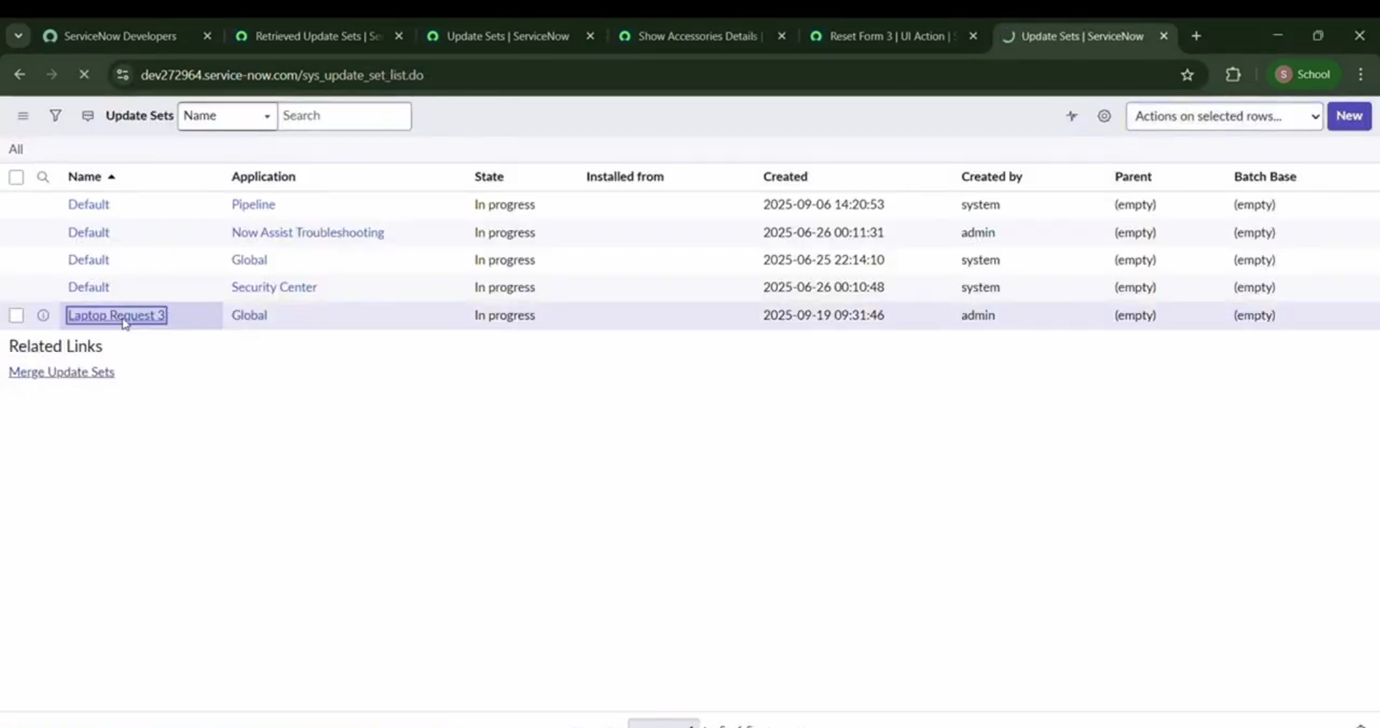 ServiceNow Developers
Retrieved Update Sets | Se
Update Sets | ServiceNow
Show Accessories Details |
Reset Form 3 | UI Action |
Update Sets | ServiceNow
dev272964.service-now.com/sys_update_set_list.do
S School
Update Sets Name Search Actions on selected rows... New
All
Name Application State Installed from Created Created by Parent Batch Base
Default Pipeline In progress 2025-09-06 14:20:53 system (empty) (empty)
Default Now Assist Troubleshooting In progress 2025-06-26 00:11:31 admin (empty) (empty)
Default Global In progress 2025-06-25 22:14:10 system (empty) (empty)
Default Security Center In progress 2025-06-26 00:10:48 system (empty) (empty)
Laptop Request 3 Global In progress 2025-09-19 09:31:46 admin (empty) (empty)
Related Links
Merge Update Sets